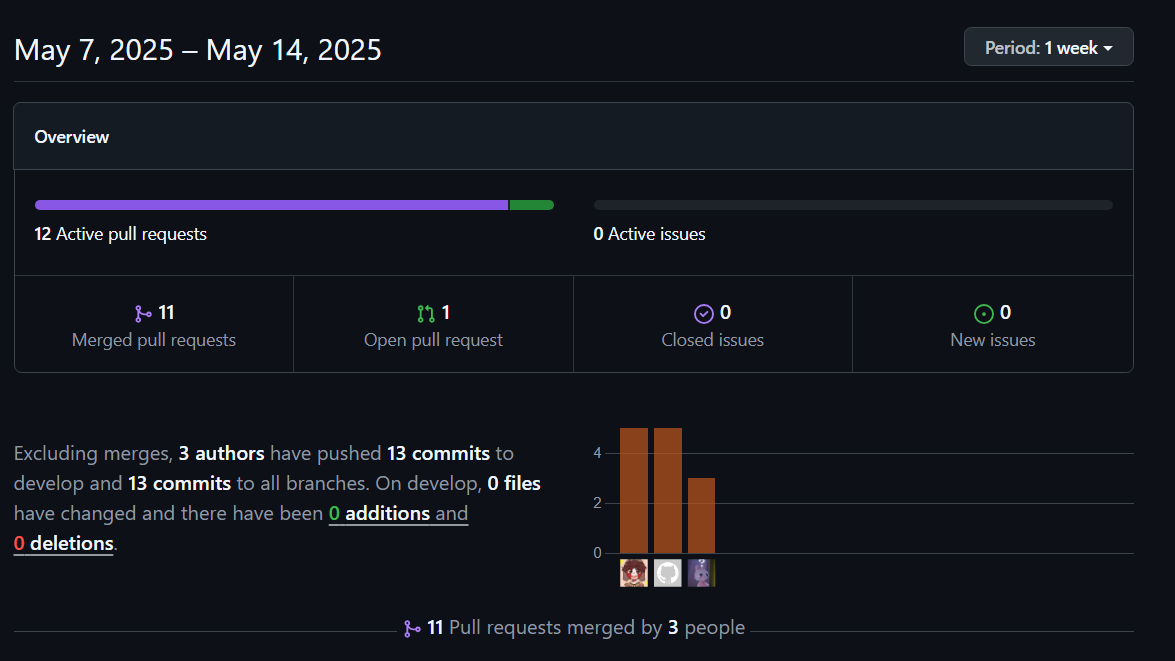 May 7, 2025 – May 14, 2025
Period: 1 week
Overview
12 Active pull requests
0 Active issues
11
Merged pull requests
1
Open pull request
0
Closed issues
0
New issues
Excluding merges, 3 authors have pushed 13 commits to
develop and 13 commits to all branches. On develop, 0 files
have changed and there have been 0 additions and
0 deletions.
4
2
0
?
11 Pull requests merged by 3 people